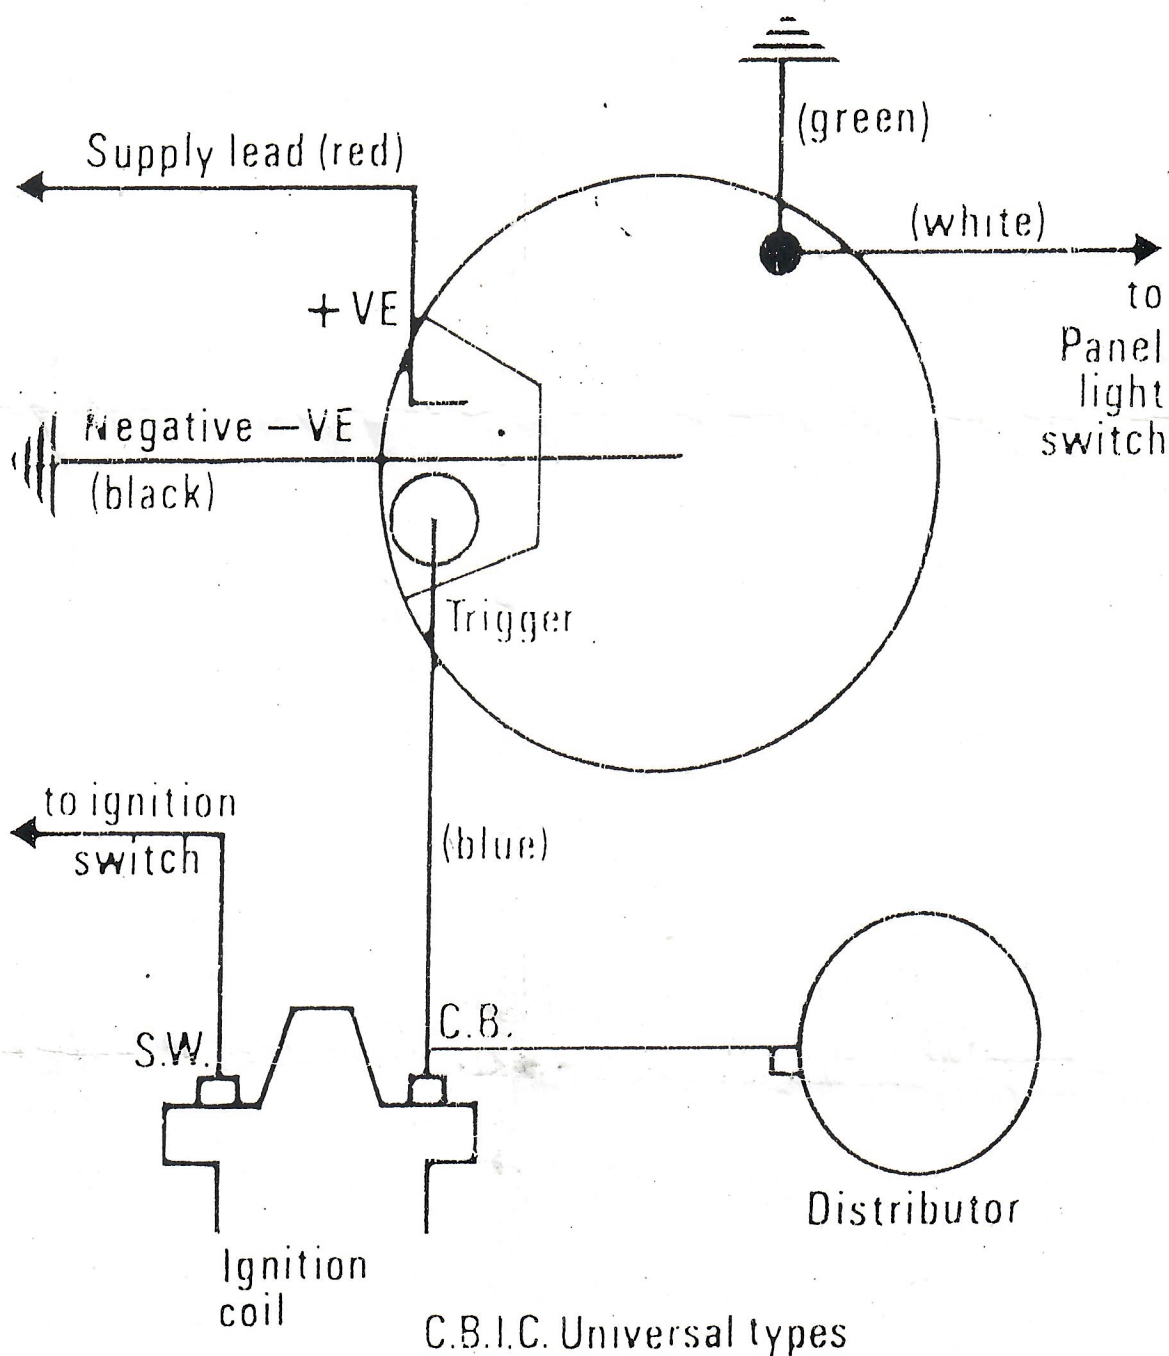 (green)
Supply lead (red)
(white)
to
Panel
light
switch
+ VE
Negative – VE
(black)
Trigger
to ignition
switch
(blue)
C.B.
S.W.
Distributor
Ignition
coil
C.B.I.C. Universal types